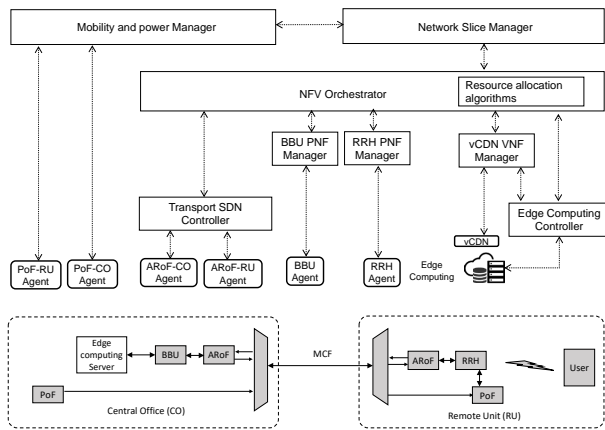 Mobility and power Manager
Network Slice Manager
NFV Orchestrator
Resource allocation
algorithms
BBU PNF
Manager
RRH PNF
Manager
vCDN VNF
Manager
Transport SDN
Controller
Edge Computing
Controller
PoF-RU
Agent
PoF-CO
Agent
ARoF-CO
Agent
ARoF-RU
Agent
BBU
Agent
RRH
Agent
vCDN
Edge
Computing
Edge
computing
Server
BBU
ARoF
PoF
Central Office (CO)
MCF
ARoF
RRH
PoF
Remote Unit (RU)
User